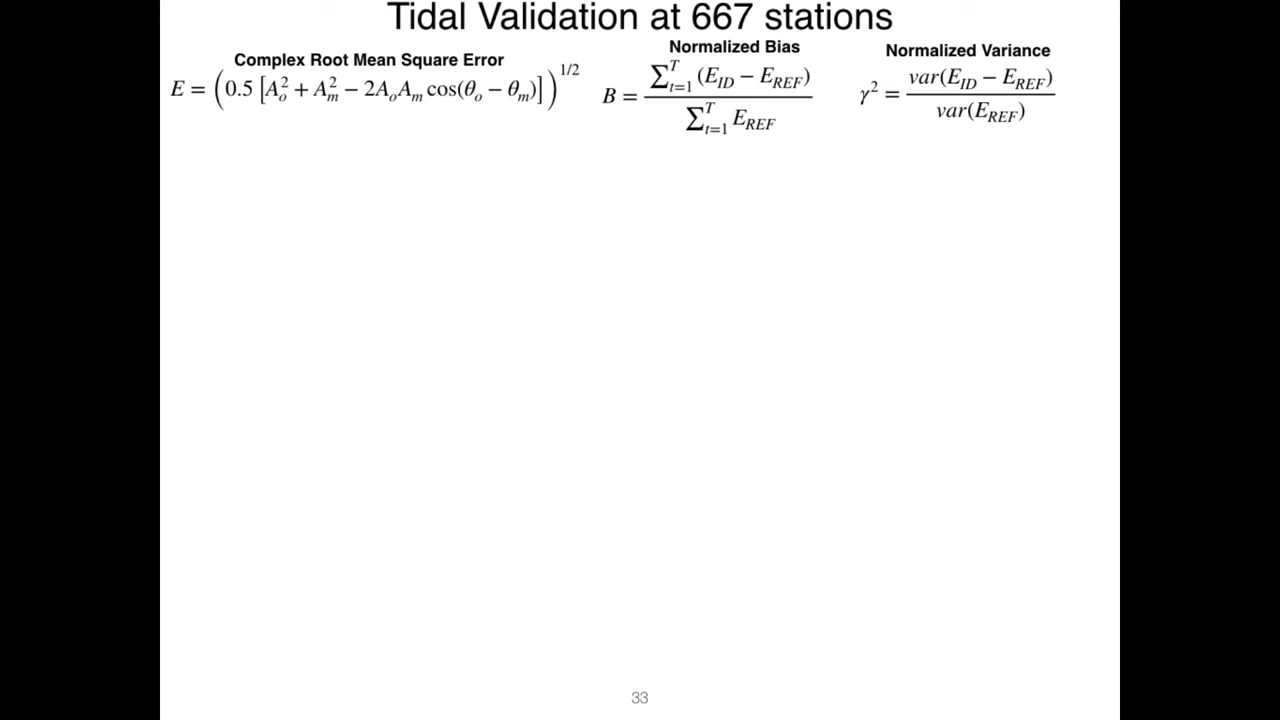 Tidal Validation at 667 stations
Complex Root Mean Square Error
E = (0.5 [A_o^2 + A_m^2 − 2A_oA_m cos(θ_o − θ_m)])^{1/2}
Normalized Bias
B = \frac{∑_{t=1}^{T} (E_{ID} − E_{REF})}{∑_{t=1}^{T} E_{REF}}
Normalized Variance
γ^2 = \frac{var(E_{ID} − E_{REF})}{var(E_{REF})}
33